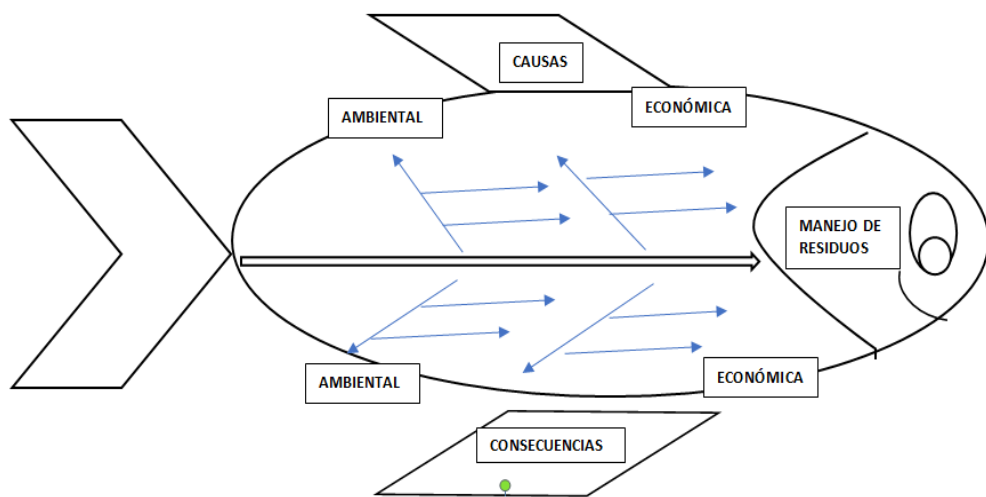 CAUSAS
AMBIENTAL
ECONÓMICA
MANEJO DE
RESIDUOS
AMBIENTAL
ECONÓMICA
CONSECUENCIAS